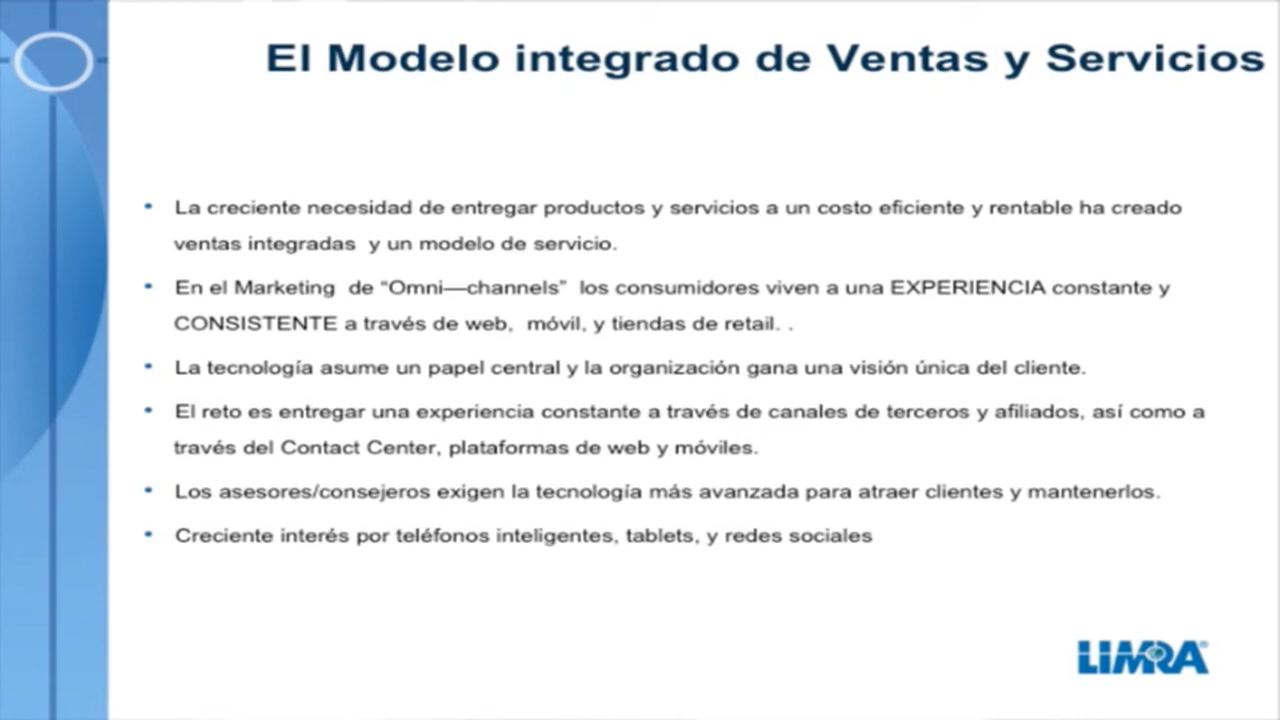 El Modelo integrado de Ventas y Servicios
• La creciente necesidad de entregar productos y servicios a un costo eficiente y rentable ha creado
ventas integradas y un modelo de servicio.
• En el Marketing de “Omni—channels” los consumidores viven a una EXPERIENCIA constante y
CONSISTENTE a través de web, móvil, y tiendas de retail. .
• La tecnología asume un papel central y la organización gana una visión única del cliente.
• El reto es entregar una experiencia constante a través de canales de terceros y afiliados, así como a
través del Contact Center, plataformas de web y móviles.
• Los asesores/consejeros exigen la tecnología más avanzada para atraer clientes y mantenerlos.
• Creciente interés por teléfonos inteligentes, tablets, y redes sociales
LIMRA®